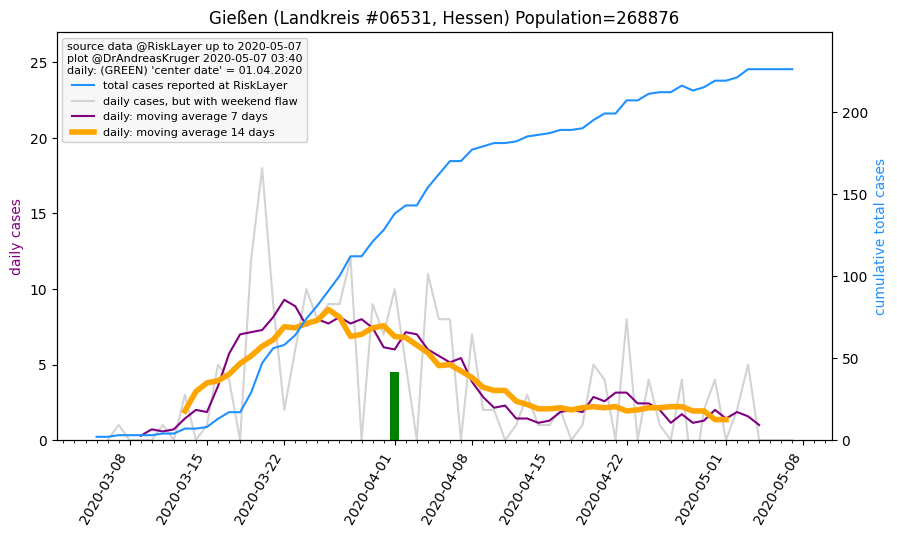 Gießen (Landkreis #06531, Hessen) Population=268876
source data @RiskLayer up to 2020-05-07
plot @DrAndreasKruger 2020-05-07 03:40
daily: (GREEN) 'center date' = 01.04.2020
total cases reported at RiskLayer
daily cases, but with weekend flaw
daily: moving average 7 days
daily: moving average 14 days
daily cases
25
20
15
10
5
0
cumulative total cases
200
150
100
50
0
2020-03-08
2020-03-15
2020-03-22
2020-04-01
2020-04-08
2020-04-15
2020-04-22
2020-05-01
2020-05-08